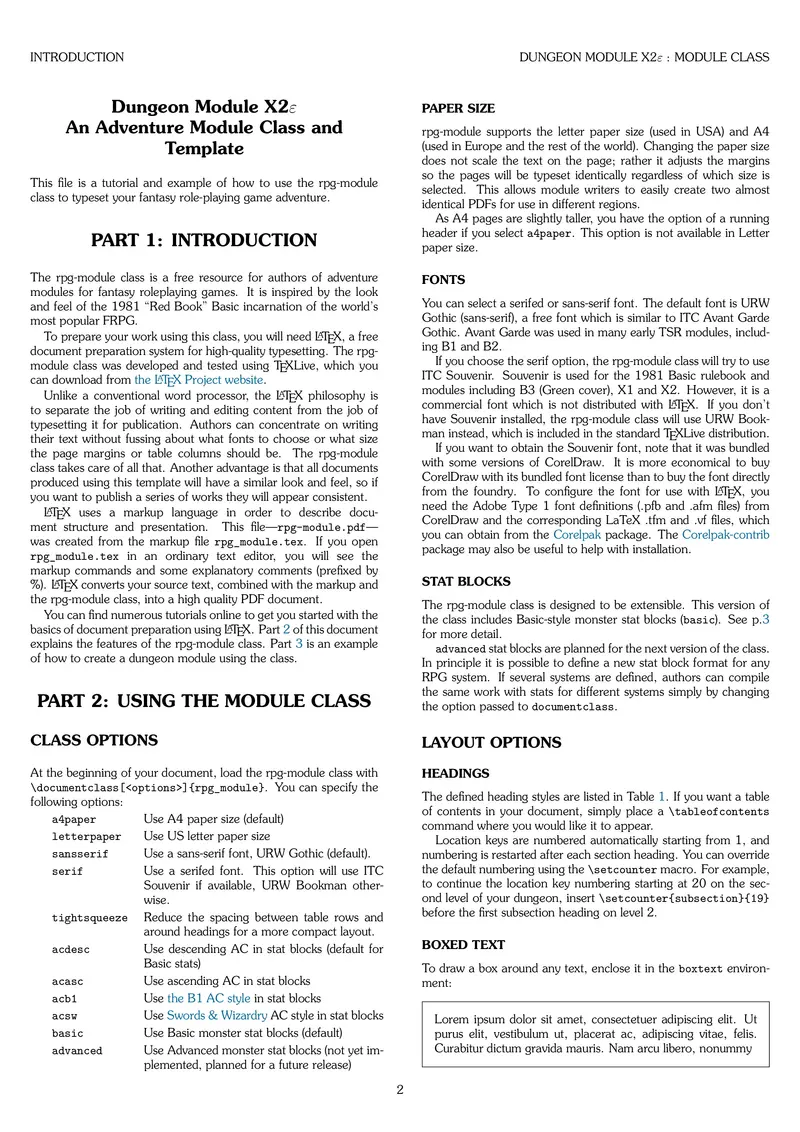 INTRODUCTION
DUNGEON MODULE X2ε : MODULE CLASS
Dungeon Module X2ε
An Adventure Module Class and
Template
This file is a tutorial and example of how to use the rpg-module
class to typeset your fantasy role-playing game adventure.
PART 1: INTRODUCTION
The rpg-module class is a free resource for authors of adventure
modules for fantasy roleplaying games. It is inspired by the look
and feel of the 1981 “Red Book” Basic incarnation of the world's
most popular FRPG.
To prepare your work using this class, you will need LATEX, a free
document preparation system for high-quality typesetting. The rpg-
module class was developed and tested using TEXLive, which you
can download from the LATEX Project website.
Unlike a conventional word processor, the LATEX philosophy is
to separate the job of writing and editing content from the job of
typesetting it for publication. Authors can concentrate on writing
their text without fussing about what fonts to choose or what size
the page margins or table columns should be. The rpg-module
class takes care of all that. Another advantage is that all documents
produced using this template will have a similar look and feel, so if
you want to publish a series of works they will appear consistent.
LATEX uses a markup language in order to describe docu-
ment structure and presentation. This file—rpg-module.pdf—
was created from the markup file rpg_module.tex. If you open
rpg_module.tex in an ordinary text editor, you will see the
markup commands and some explanatory comments (prefixed by
%). LATEX converts your source text, combined with the markup and
the rpg-module class, into a high quality PDF document.
You can find numerous tutorials online to get you started with the
basics of document preparation using LATEX. Part 2 of this document
explains the features of the rpg-module class. Part 3 is an example
of how to create a dungeon module using the class.
PART 2: USING THE MODULE CLASS
CLASS OPTIONS
At the beginning of your document, load the rpg-module class with
\documentclass[<options>]{rpg_module}. You can specify the
following options:
a4paper Use A4 paper size (default)
letterpaper Use US letter paper size
sansserif Use a sans-serif font, URW Gothic (default).
serif Use a serifed font. This option will use ITC
Souvenir if available, URW Bookman other-
wise.
tightsqueeze Reduce the spacing between table rows and
around headings for a more compact layout.
acdesc Use descending AC in stat blocks (default for
Basic stats)
acasc Use ascending AC in stat blocks
acb1 Use the B1 AC style in stat blocks
acsw Use Swords & Wizardry AC style in stat blocks
basic Use Basic monster stat blocks (default)
advanced Use Advanced monster stat blocks (not yet im-
plemented, planned for a future release)
PAPER SIZE
rpg-module supports the letter paper size (used in USA) and A4
(used in Europe and the rest of the world). Changing the paper size
does not scale the text on the page; rather it adjusts the margins
so the pages will be typeset identically regardless of which size is
selected. This allows module writers to easily create two almost
identical PDFs for use in different regions.
As A4 pages are slightly taller, you have the option of a running
header if you select a4paper. This option is not available in Letter
paper size.
FONTS
You can select a serifed or sans-serif font. The default font is URW
Gothic (sans-serif), a free font which is similar to ITC Avant Garde
Gothic. Avant Garde was used in many early TSR modules, includ-
ing B1 and B2.
If you choose the serif option, the rpg-module class will try to use
ITC Souvenir. Souvenir is used for the 1981 Basic rulebook and
modules including B3 (Green cover), X1 and X2. However, it is a
commercial font which is not distributed with LATEX. If you don't
have Souvenir installed, the rpg-module class will use URW Book-
man instead, which is included in the standard TEXLive distribution.
If you want to obtain the Souvenir font, note that it was bundled
with some versions of CorelDraw. It is more economical to buy
CorelDraw with its bundled font license than to buy the font directly
from the foundry. To configure the font for use with LATEX, you
need the Adobe Type 1 font definitions (.pfb and .afm files) from
CorelDraw and the corresponding LaTeX .tfm and .vf files, which
you can obtain from the Corelpak package. The Corelpak-contrib
package may also be useful to help with installation.
STAT BLOCKS
The rpg-module class is designed to be extensible. This version of
the class includes Basic-style monster stat blocks (basic). See p.3
for more detail.
advanced stat blocks are planned for the next version of the class.
In principle it is possible to define a new stat block format for any
RPG system. If several systems are defined, authors can compile
the same work with stats for different systems simply by changing
the option passed to documentclass.
LAYOUT OPTIONS
HEADINGS
The defined heading styles are listed in Table 1. If you want a table
of contents in your document, simply place a \tableofcontents
command where you would like it to appear.
Location keys are numbered automatically starting from 1, and
numbering is restarted after each section heading. You can override
the default numbering using the \setcounter macro. For example,
to continue the location key numbering starting at 20 on the sec-
ond level of your dungeon, insert \setcounter{subsection}{19}
before the first subsection heading on level 2.
BOXED TEXT
To draw a box around any text, enclose it in the boxtext environ-
ment:
Lorem ipsum dolor sit amet, consectetuer adipiscing elit. Ut
purus elit, vestibulum ut, placerat ac, adipiscing vitae, felis.
Curabitur dictum gravida mauris. Nam arcu libero, nonummy
2